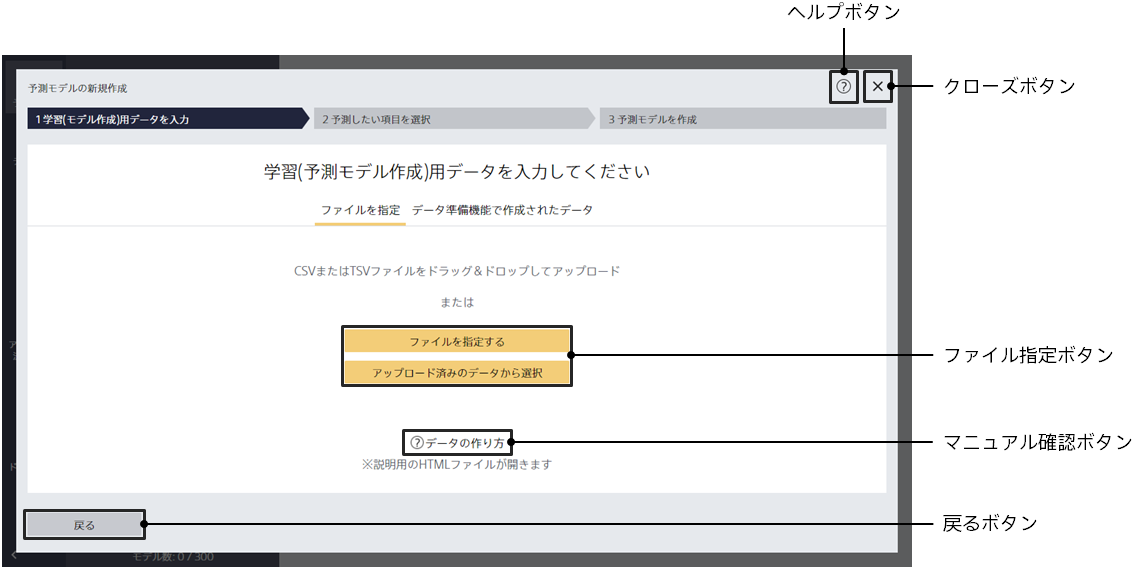 ヘルプボタン
予測モデルの新規作成
クローズボタン
1 学習(モデル作成)用データを入力
2 予測したい項目を選択
3 予測モデルを作成
学習(予測モデル作成)用データを入力してください
ファイルを指定 データ準備機能で作成されたデータ
CSVまたはTSVファイルをドラッグ＆ドロップしてアップロード
または
ファイルを指定する
ファイル指定ボタン
アップロード済みのデータから選択
?データの作り方
マニュアル確認ボタン
※説明用のHTMLファイルが開きます
戻る
戻るボタン
モデル数: 0 / 300